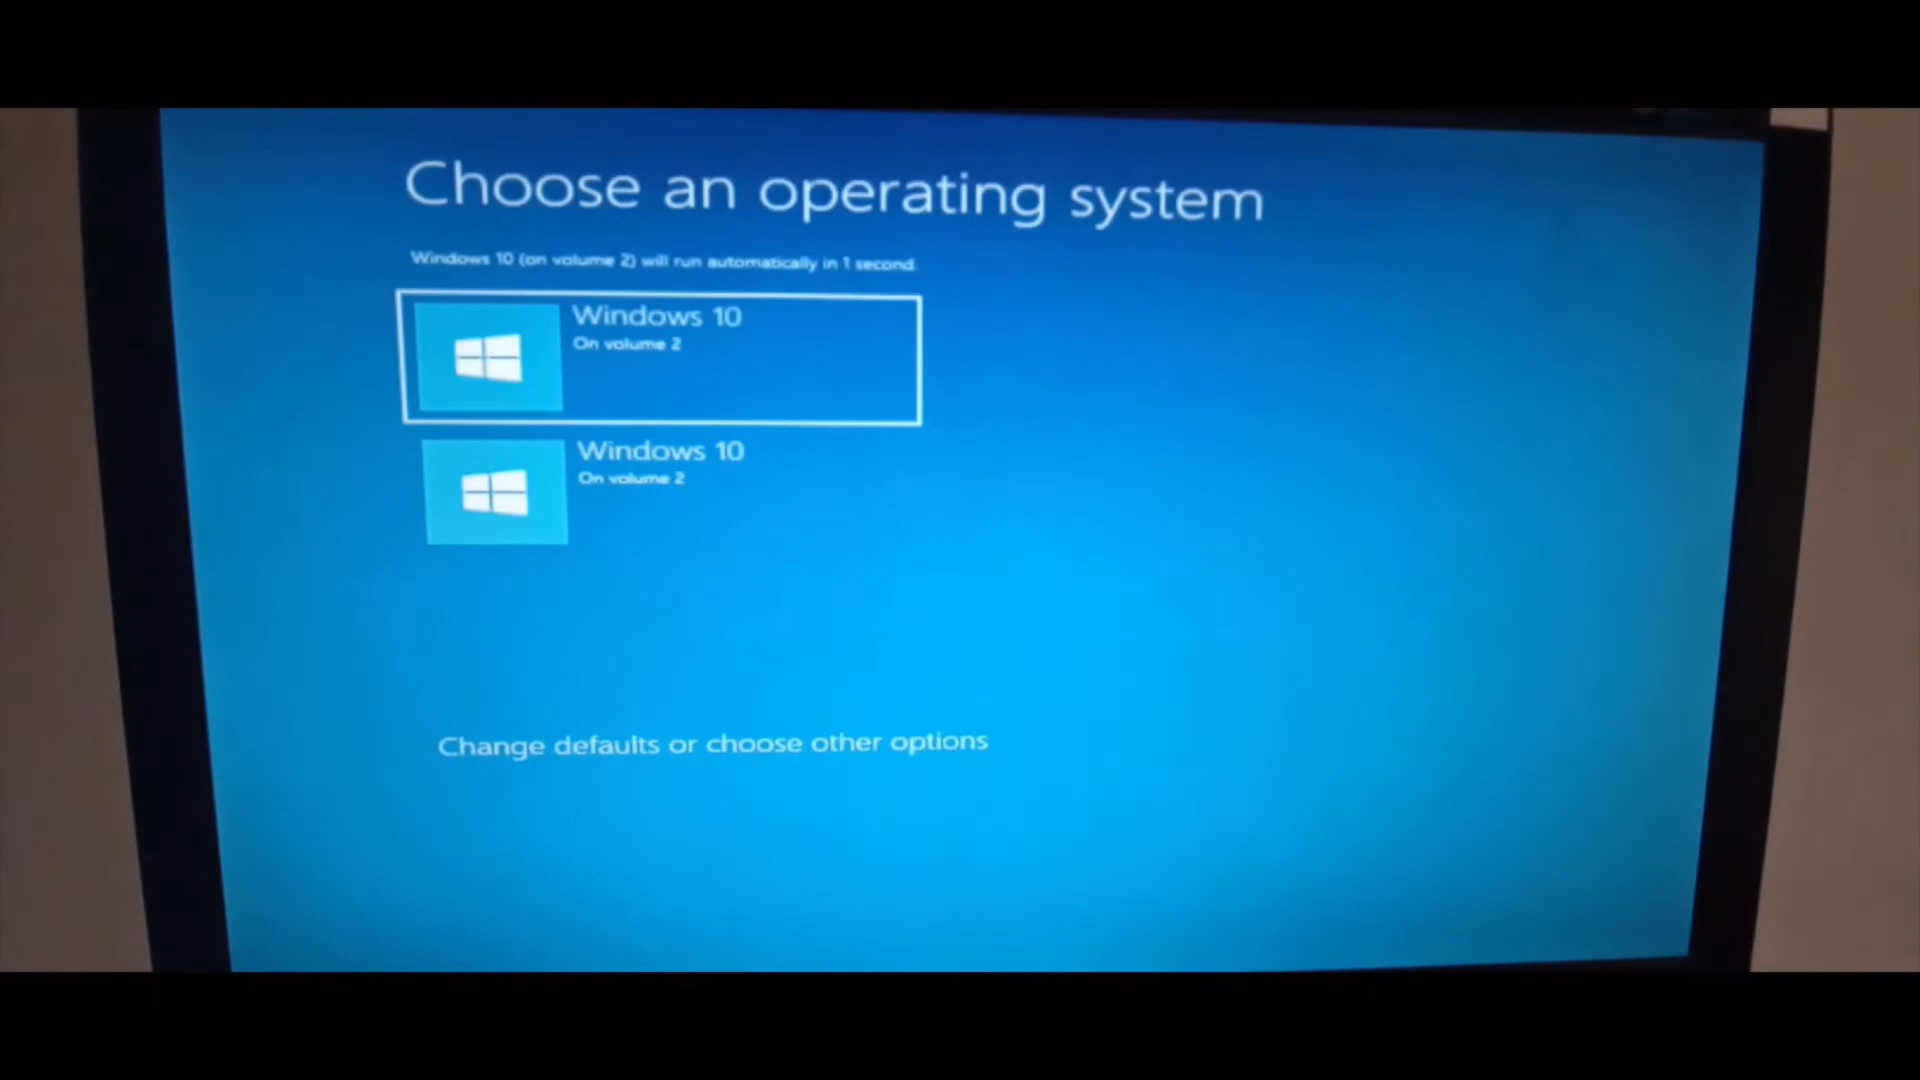 Choose an operating system
Windows 10 (on volume 2) will run automatically in 1 second.
Windows 10
On volume 2
Windows 10
On volume 2
Change defaults or choose other options